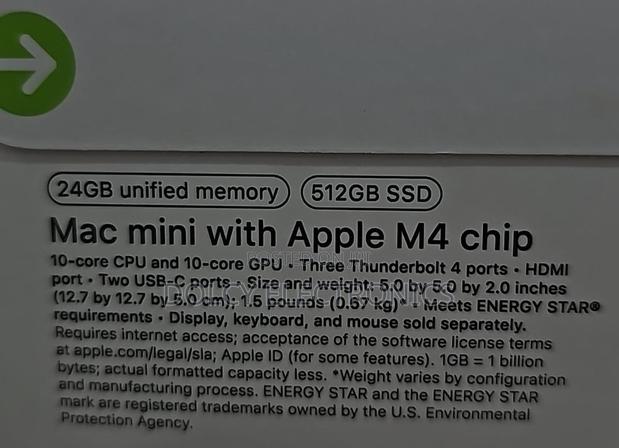 24GB unified memory 512GB SSD
Mac mini with Apple M4 chip
10-core CPU and 10-core GPU • Three Thunderbolt 4 ports • HDMI
port • Two USB-C ports Size and weight: 5.0 by 5.0 by 2.0 inches
(12.7 by 12.7 by 5.0 cm); 1.5 pounds (0.67 kg)* • Meets ENERGY STAR®
requirements • Display, keyboard, and mouse sold separately.
Requires internet access; acceptance of the software license terms
at apple.com/legal/sla; Apple ID (for some features). 1GB = 1 billion
bytes; actual formatted capacity less. *Weight varies by configuration
and manufacturing process. ENERGY STAR and the ENERGY STAR
mark are registered trademarks owned by the U.S. Environmental
Protection Agency.
POSTED ON
ELECTRONICS